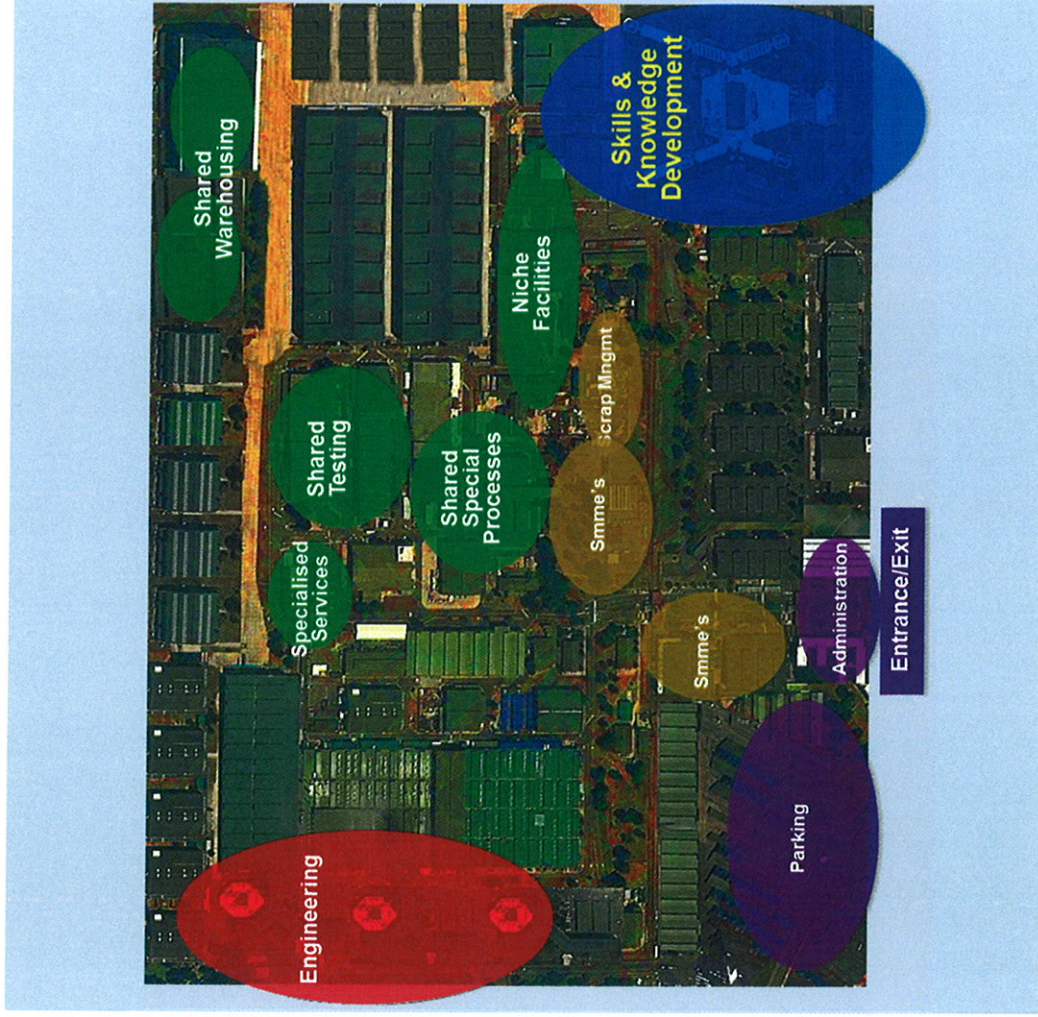 Shared
Warehousing
Engineering
Specialised
Services
Shared
Testing
Shared
Special
Processes
Niche
Facilities
Smme's
Scrap Mngmt
Skills &
Knowledge
Development
Smme's
Parking
Administration
Entrance/Exit